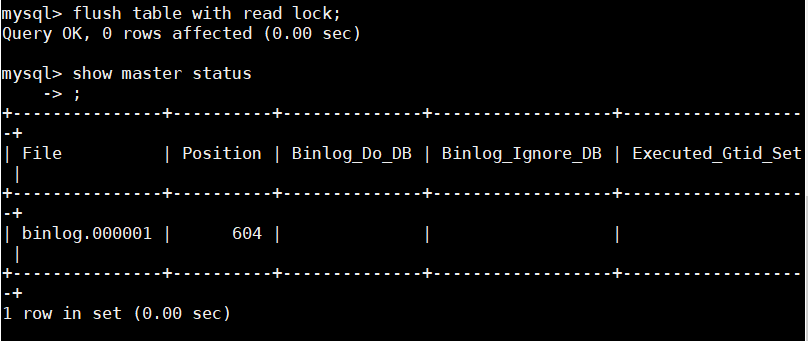 mysql> flush table with read lock;
Query OK, 0 rows affected (0.00 sec)
mysql> show master status
    -> ;
+---------------+----------+--------------+------------------+------------------
-+
| File          | Position | Binlog_Do_DB | Binlog_Ignore_DB | Executed_Gtid_Set
 |
+---------------+----------+--------------+------------------+------------------
-+
| binlog.000001 |      604 |              |                  |
 |
+---------------+----------+--------------+------------------+------------------
-+
1 row in set (0.00 sec)